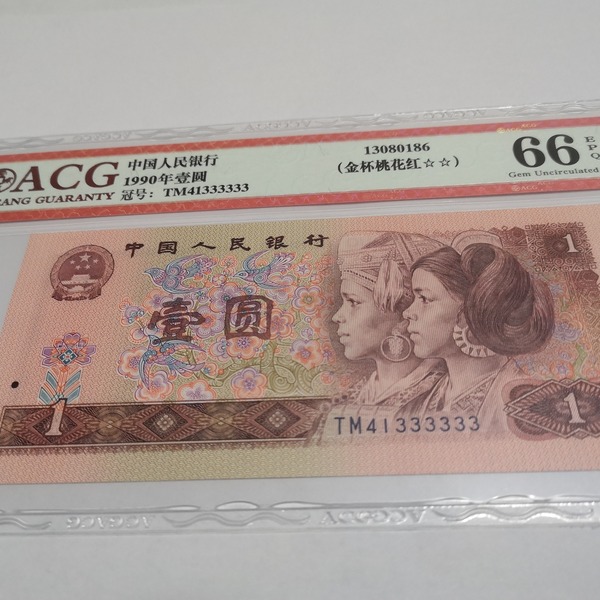 ACG
RANG GUARANTY
中国人民银行
1990年壹圆
冠号: TM41333333
13080186
(金杯桃花红☆☆)
66
E
P
Q
Gem Uncirculated
中国人民银行
壹圆
1
1
1
TM41333333